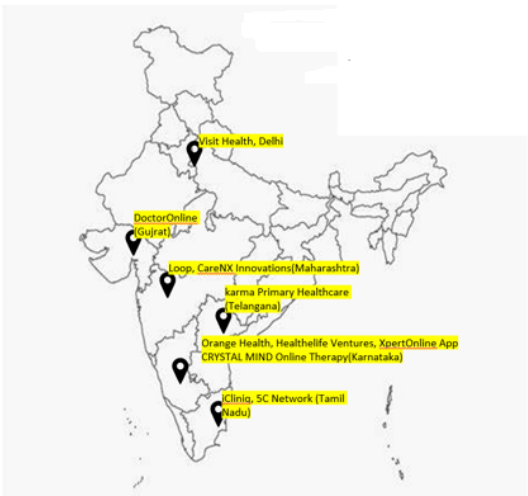 Visit Health, Delhi
DoctorOnline
(Gujrat)
Loop, CareNX Innovations(Maharashtra)
karma Primary Healthcare
(Telangana)
Orange Health, Healthelife Ventures, XpertOnline App
CRYSTAL MIND Online Therapy(Karnataka)
iCliniq, 5C Network (Tamil
Nadu)